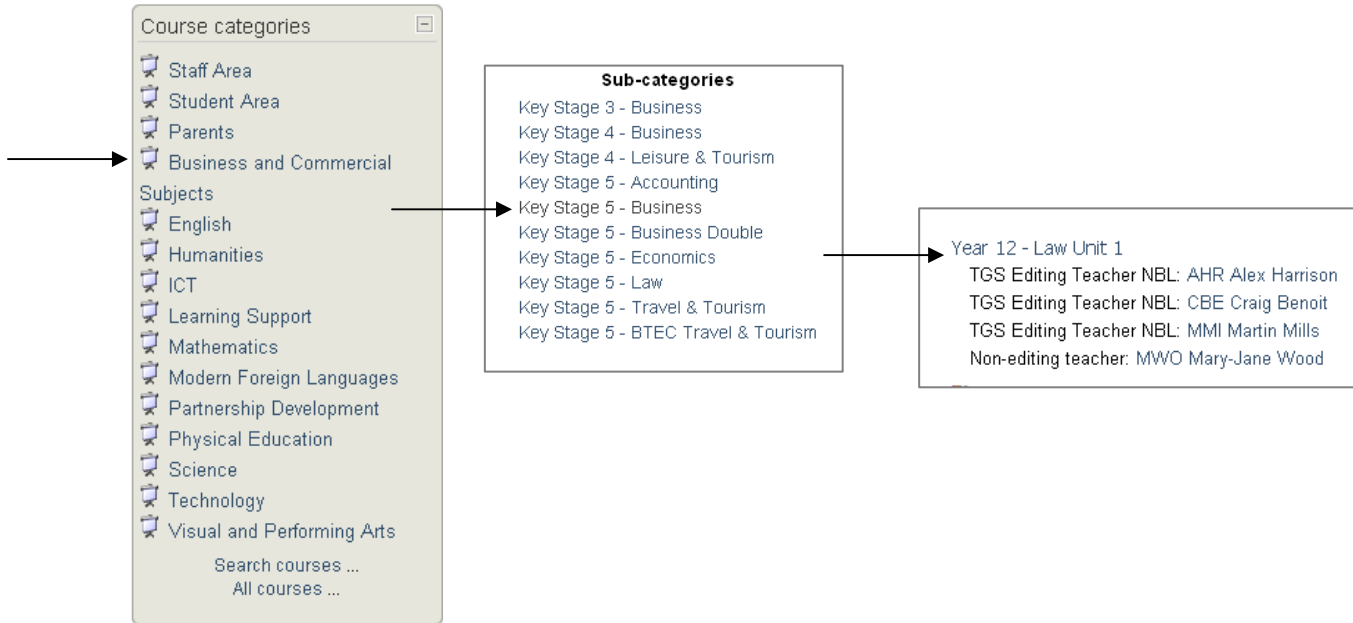 Course categories
Staff Area
Student Area
Parents
Business and Commercial
Subjects
English
Humanities
ICT
Learning Support
Mathematics
Modern Foreign Languages
Partnership Development
Physical Education
Science
Technology
Visual and Performing Arts
Search courses ...
All courses ...
Sub-categories
Key Stage 3 - Business
Key Stage 4 - Business
Key Stage 4 - Leisure & Tourism
Key Stage 5 - Accounting
Key Stage 5 - Business
Key Stage 5 - Business Double
Key Stage 5 - Economics
Key Stage 5 - Law
Key Stage 5 - Travel & Tourism
Key Stage 5 - BTEC Travel & Tourism
Year 12 - Law Unit 1
TGS Editing Teacher NBL: AHR Alex Harrison
TGS Editing Teacher NBL: CBE Craig Benoit
TGS Editing Teacher NBL: MMI Martin Mills
Non-editing teacher: MWO Mary-Jane Wood